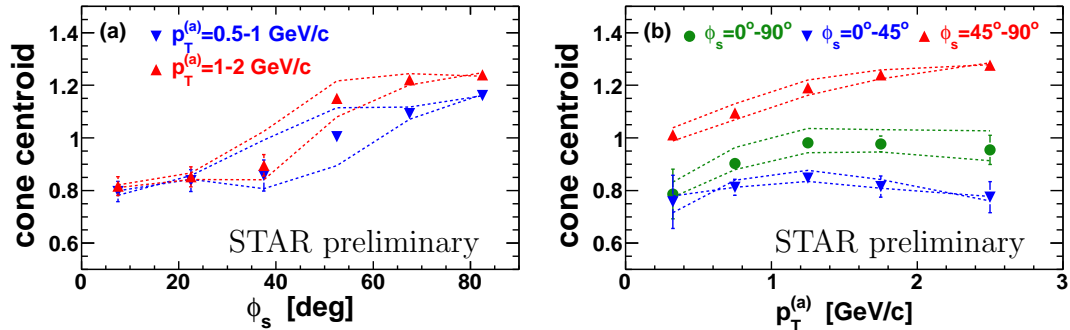 (a) ▼ p_T^(a)=0.5-1 GeV/c
▲ p_T^(a)=1-2 GeV/c
cone centroid
1.4
1.2
1
0.8
0.6
STAR preliminary
0 20 40 60 80
ϕ_s [deg]
(b) ● ϕ_s=0°-90° ▼ ϕ_s=0°-45° ▲ ϕ_s=45°-90°
cone centroid
1.4
1.2
1
0.8
0.6
STAR preliminary
0 1 2 3
p_T^(a) [GeV/c]